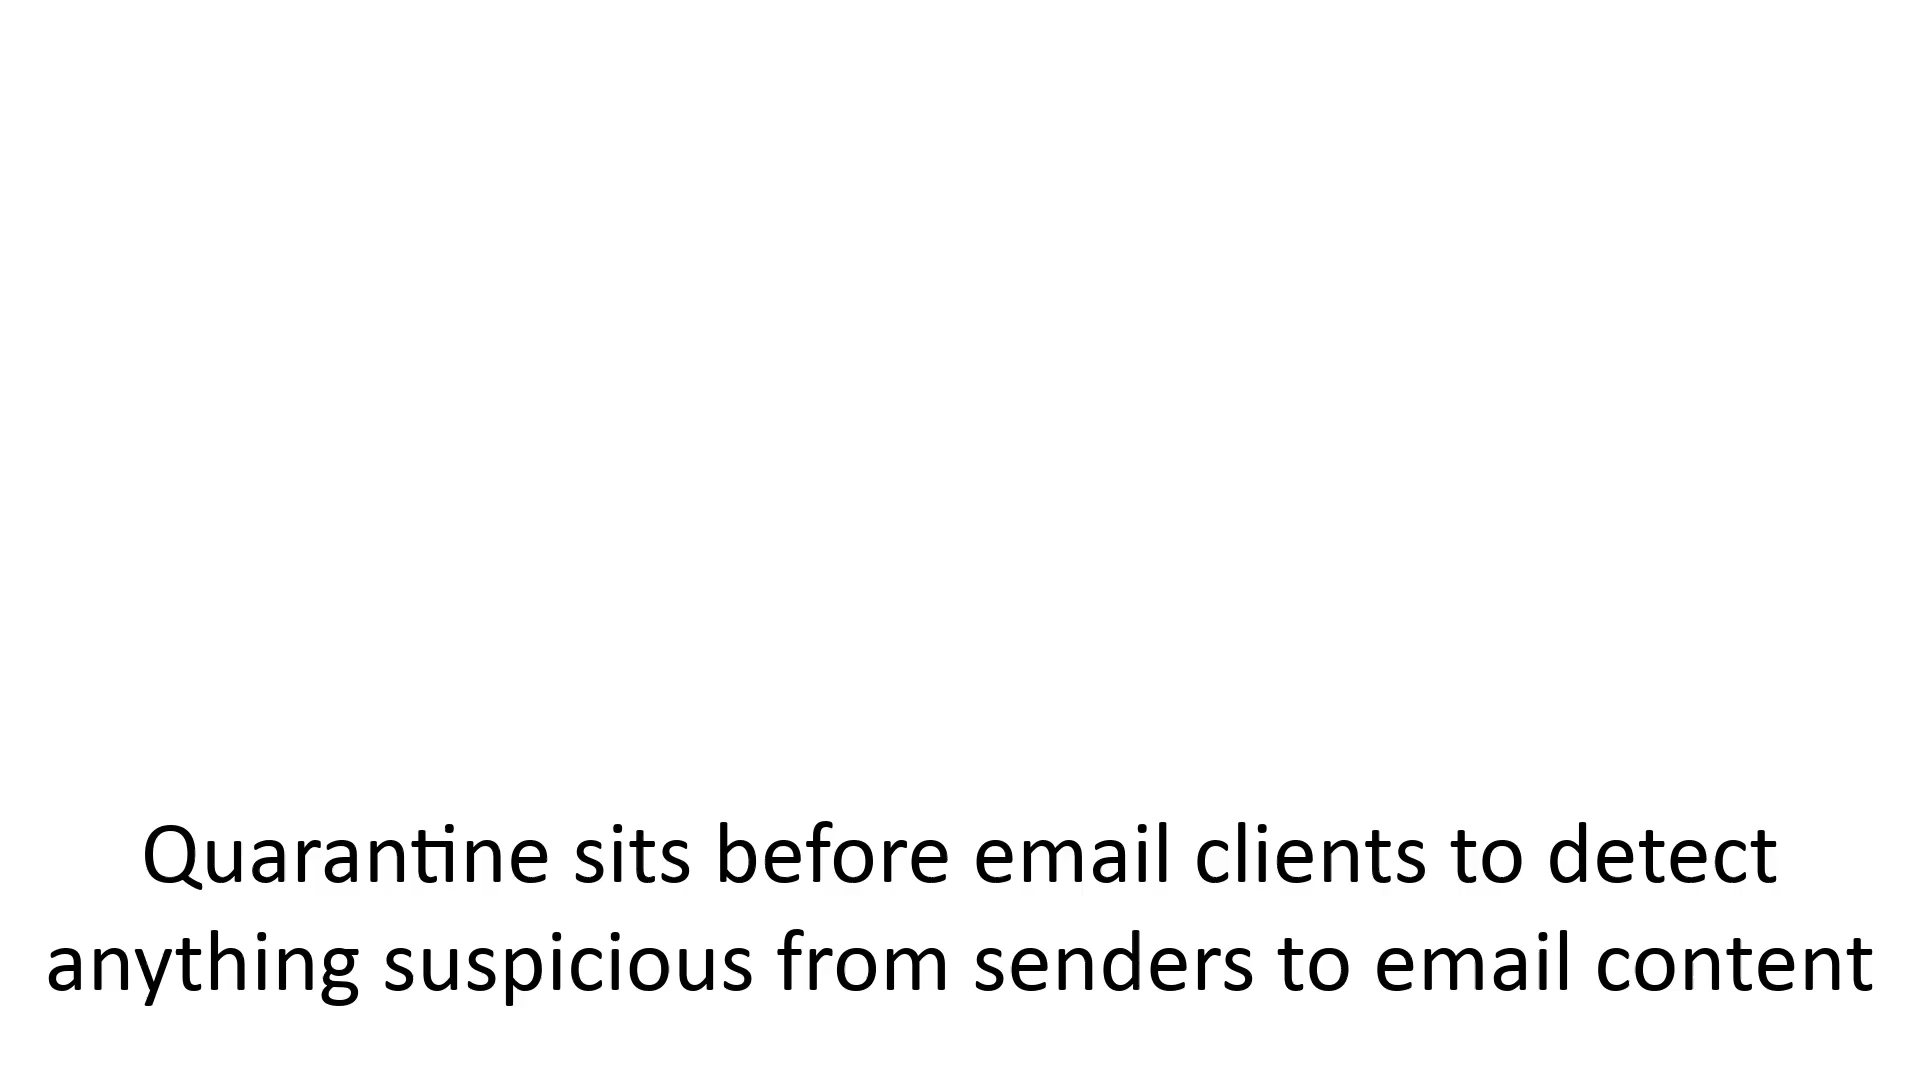 Quarantine sits before email clients to detect
anything suspicious from senders to email content